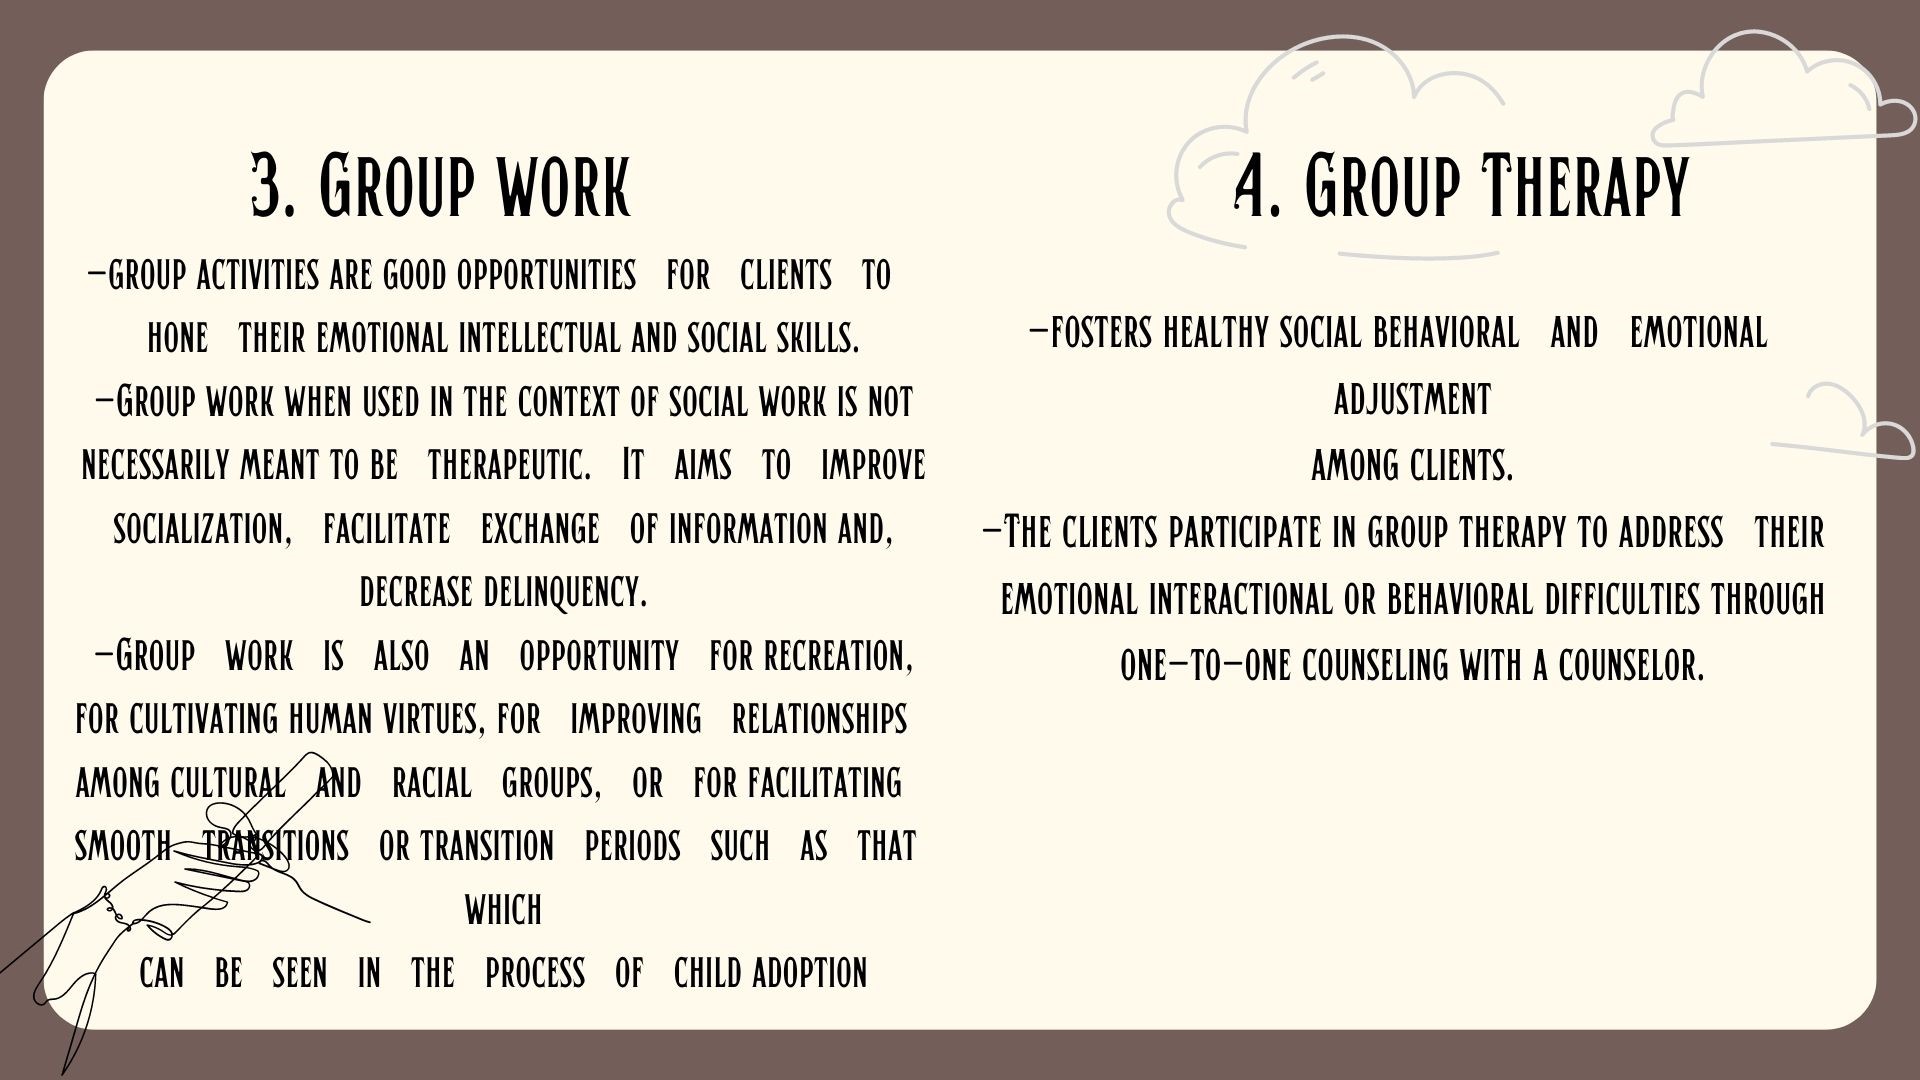 3. Group work
–group activities are good opportunities for clients to
hone their emotional intellectual and social skills.
–Group work when used in the context of social work is not
necessarily meant to be therapeutic. It aims to improve
socialization, facilitate exchange of information and,
decrease delinquency.
–Group work is also an opportunity for recreation,
for cultivating human virtues, for improving relationships
among cultural and racial groups, or for facilitating
smooth transitions or transition periods such as that
which
can be seen in the process of child adoption
4. Group Therapy
–fosters healthy social behavioral and emotional
adjustment
among clients.
–The clients participate in group therapy to address their
emotional interactional or behavioral difficulties through
one–to–one counseling with a counselor.